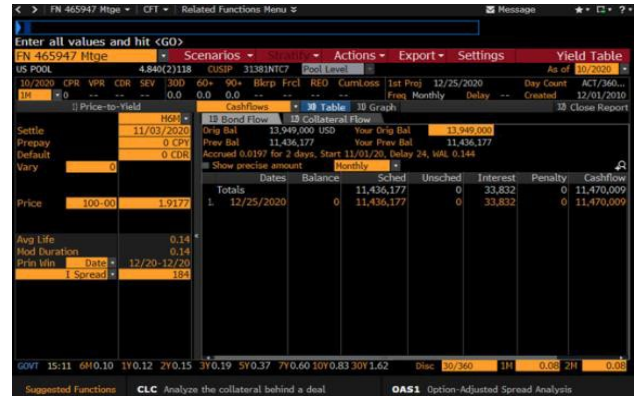 < > FN 465947 Mtge CFT Related Functions Menu Message
Enter all values and hit <GO>
FN 465947 Mtge Scenarios Stratify Actions Export Settings Yield Table
US POOL 4.840(2)118 CUSIP 31381NTC7 Pool Level As of 10/2020
10/2020 CPR VPR CDR SEV 30D 60+ 90+ Bkrp Frcl REO CumLoss 1st Proj 12/25/2020 Day Count ACT/360...
1M 0 -- -- -- 0.0 0.0 0.0 -- -- -- -- Freq Monthly Delay -- Created 12/01/2010
Price-to-Yield Cashflows Table Graph Close Report
H6M Bond Flow Collateral Flow
Settle 11/03/2020 Orig Bal 13,949,000 USD Your Orig Bal 13,949,000
Prepay 0 CPY Prev Bal 11,436,177 Your Prev Bal 11,436,177
Default 0 CDR Accrued 0.0197 for 2 days, Start 11/01/20, Delay 24, WAL 0.144
Vary 0 Show precise amount Monthly
Dates Balance Sched Unsched Interest Penalty Cashflow
Totals 11,436,177 0 33,832 0 11,470,009
Price 100-00 1.9177 1. 12/25/2020 0 11,436,177 0 33,832 0 11,470,009
Avg Life 0.14
Mod Duration 0.14
Prin Win Date 12/20-12/20
I Spread 184
GOVT 15:11 6M0.10 1Y0.12 2Y0.15 3Y0.19 5Y0.37 7Y0.60 10Y0.83 30Y1.62 Disc 30/360 1M 0.08 2M 0.08
Suggested Functions CLC Analyze the collateral behind a deal OAS1 Option-Adjusted Spread Analysis